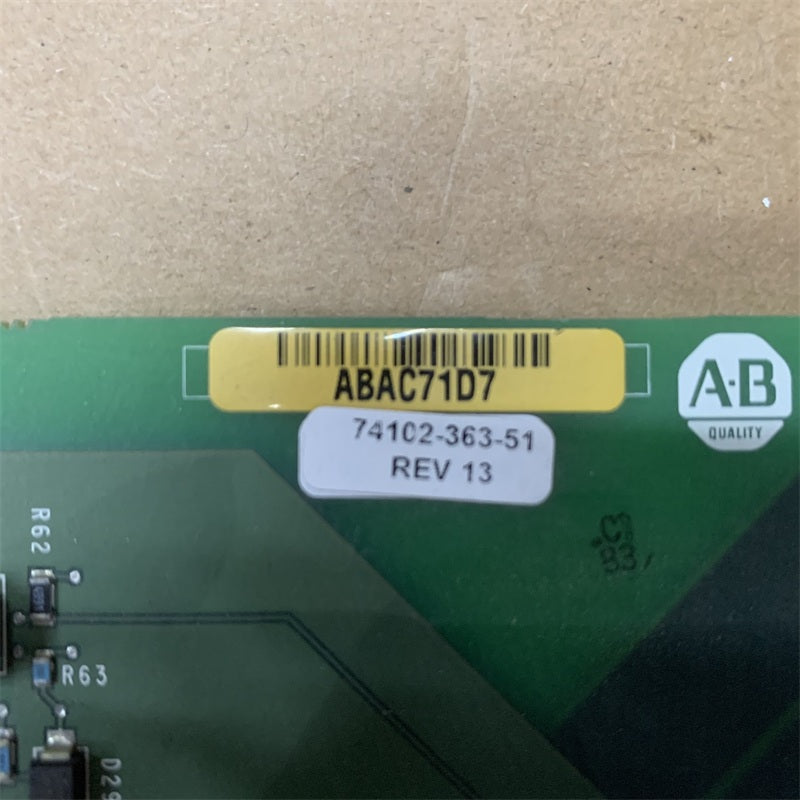 ABAC71D7
A-B
QUALITY
74102-363-51
REV 13
R62
R63
D29